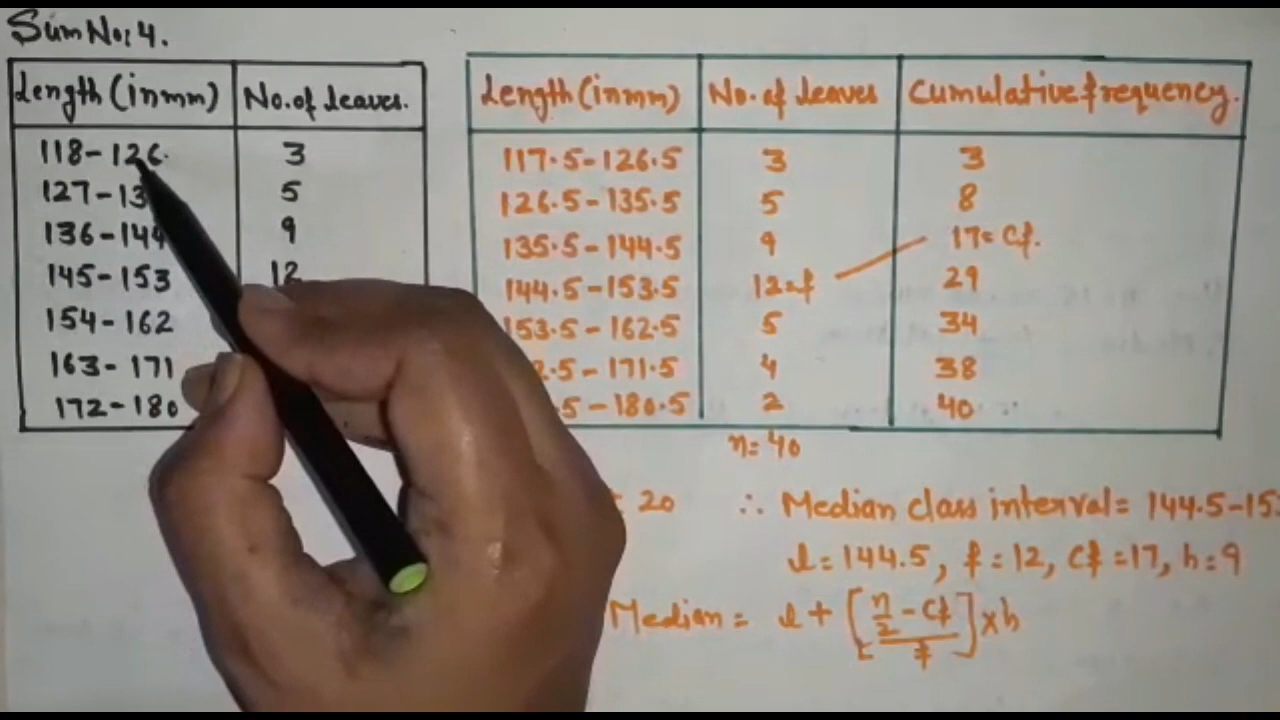 Sum No: 4.
Length (in mm) No. of leaves.
118-126 3
127- 5
136-144 9
145-153 12
154-162
163-171
172-180
Length (in mm) No. of leaves Cumulative frequency.
117.5-126.5 3 3
126.5-135.5 5 8
135.5-144.5 9 17 = Cf.
144.5-153.5 12=f 29
153.5-162.5 5 34
2.5-171.5 4 38
.5-180.5 2 40
n=40
20 ∴ Median class interval = 144.5-15
l=144.5, f=12, Cf=17, h=9
Median = l + [n/2 - Cf / f] x h